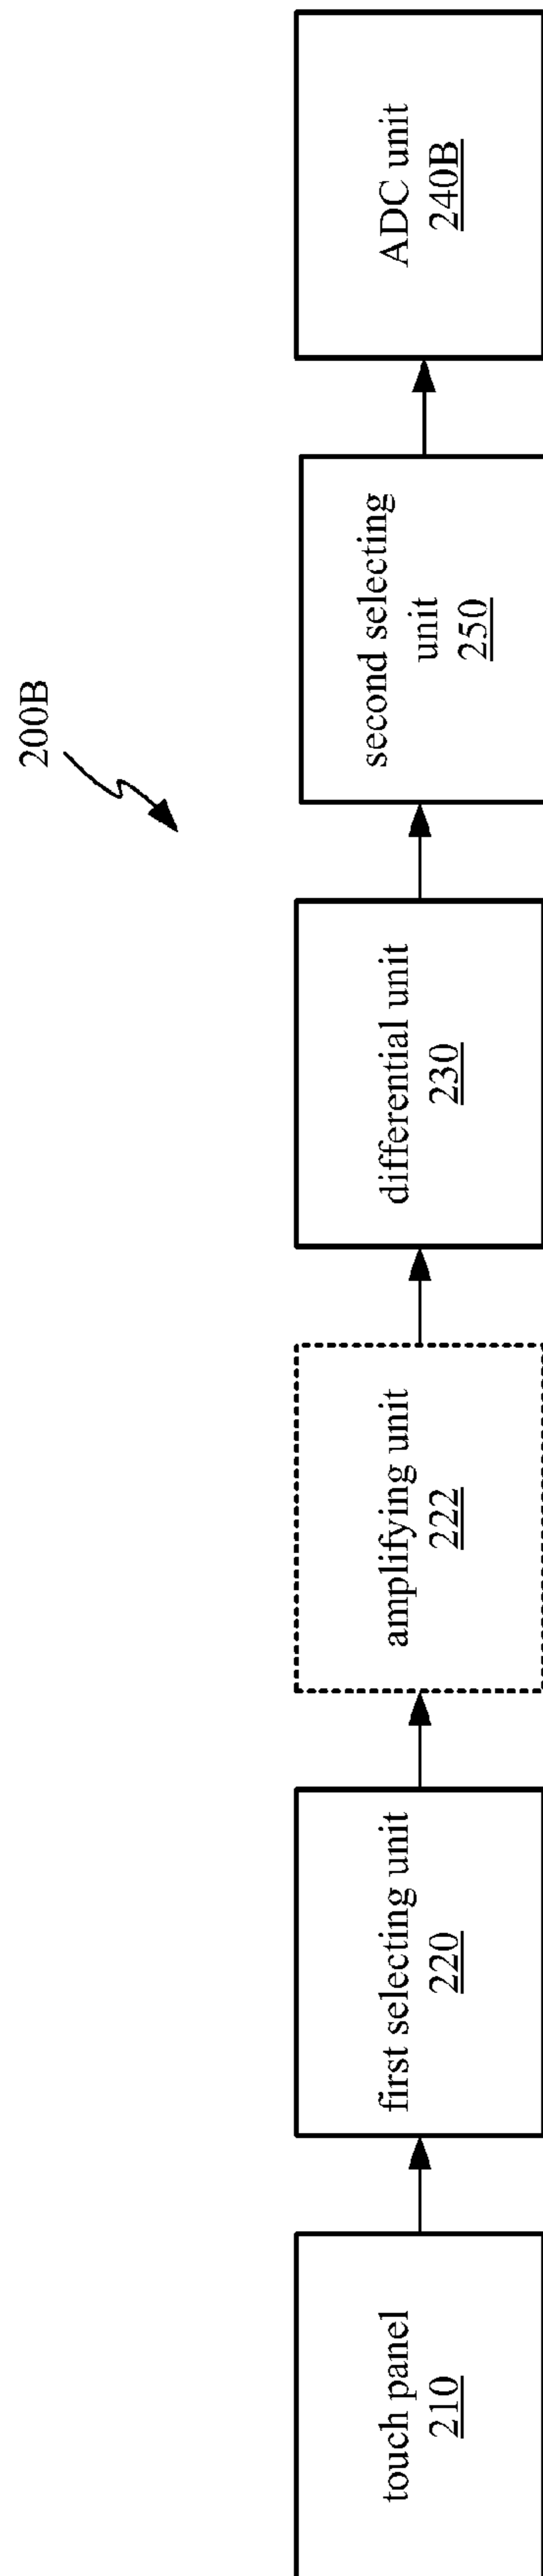 200B
touch panel
210
first selecting unit
220
amplifying unit
222
differential unit
230
second selecting
unit
250
ADC unit
240B